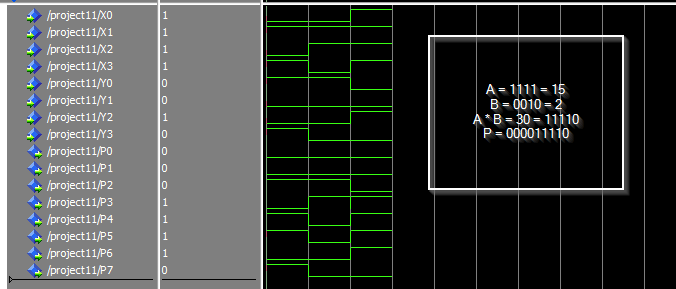 /project11/X0 1
/project11/X1 1
/project11/X2 1
/project11/X3 1
/project11/Y0 0
/project11/Y1 0
/project11/Y2 1
/project11/Y3 0
/project11/P0 0
/project11/P1 0
/project11/P2 0
/project11/P3 1
/project11/P4 1
/project11/P5 1
/project11/P6 1
/project11/P7 0
A = 1111 = 15
B = 0010 = 2
A * B = 30 = 11110
P = 000011110